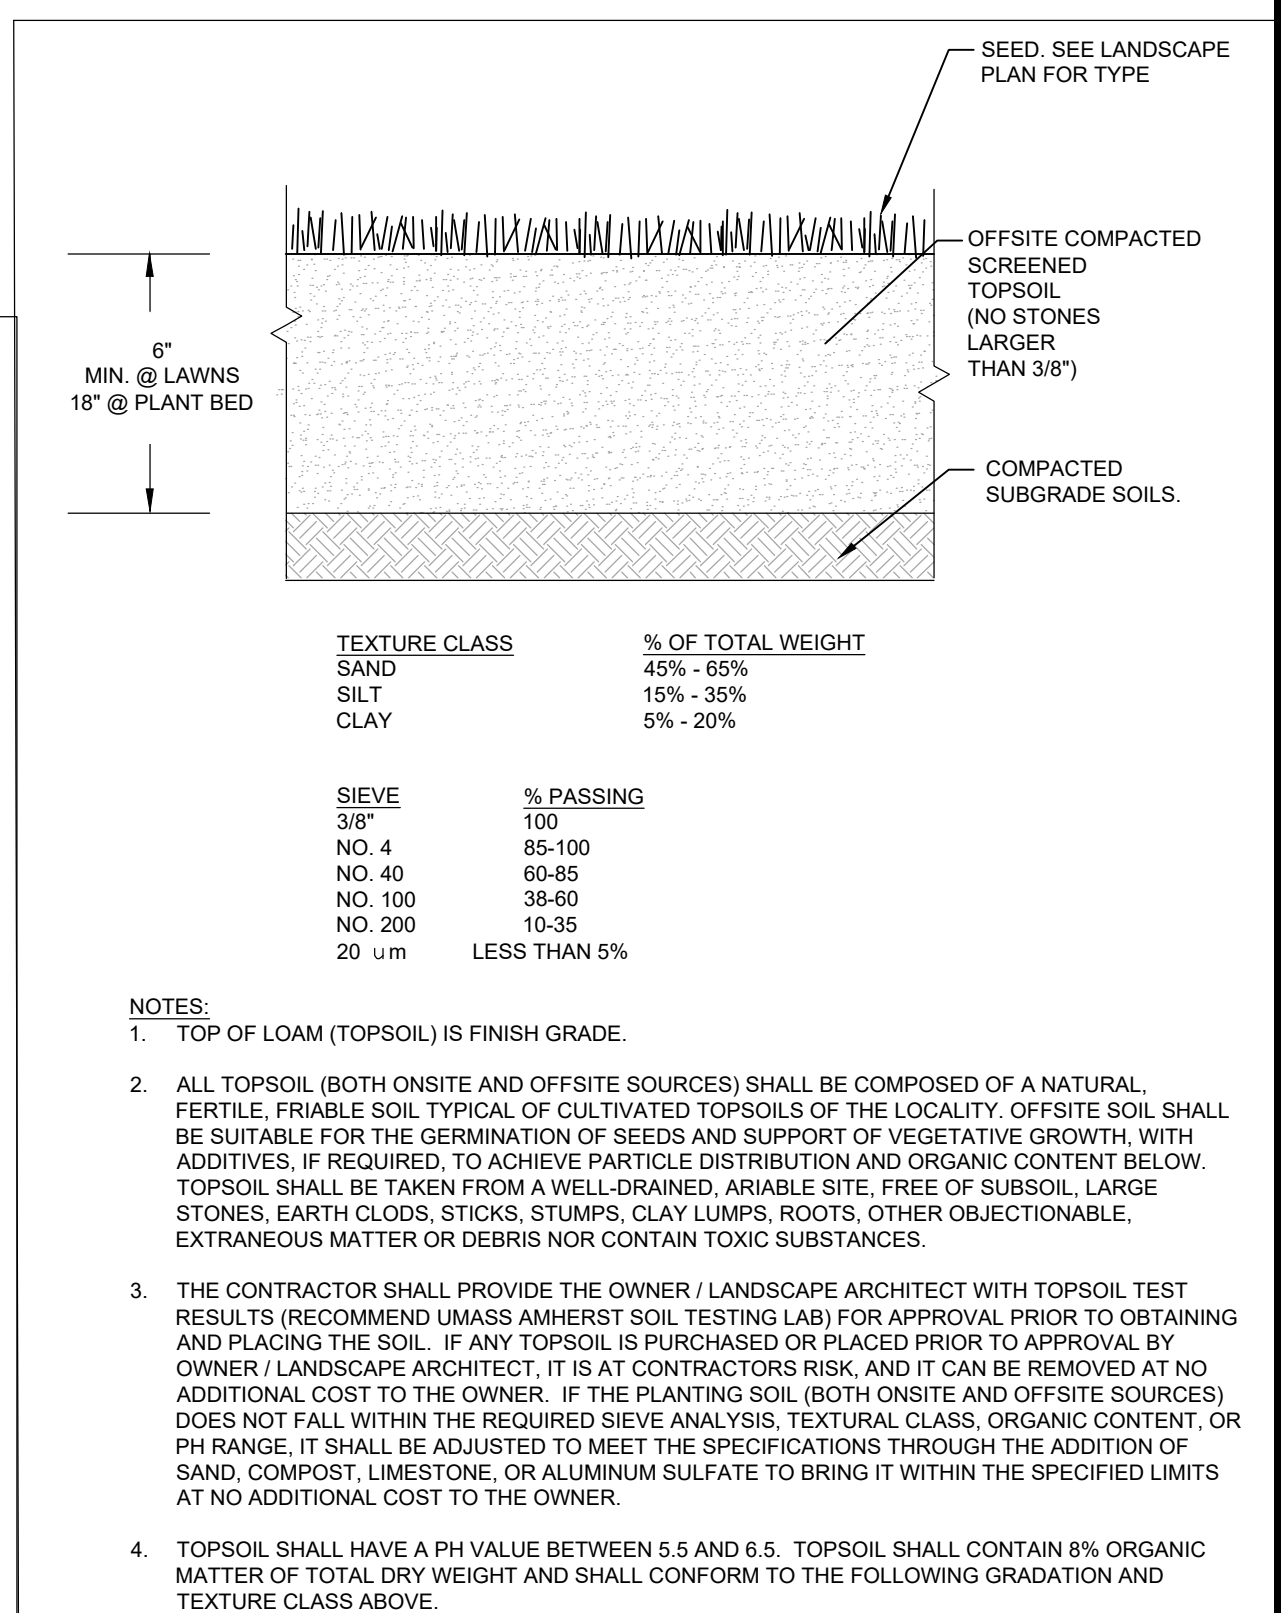 SEED. SEE LANDSCAPE
PLAN FOR TYPE
OFFSITE COMPACTED
SCREENED
TOPSOIL
(NO STONES
LARGER
THAN 3/8")
6"
MIN. @ LAWNS
18" @ PLANT BED
COMPACTED
SUBGRADE SOILS.
TEXTURE CLASS % OF TOTAL WEIGHT
SAND 45% - 65%
SILT 15% - 35%
CLAY 5% - 20%
SIEVE % PASSING
3/8" 100
NO. 4 85-100
NO. 40 60-85
NO. 100 38-60
NO. 200 10-35
20 um LESS THAN 5%
NOTES:
1. TOP OF LOAM (TOPSOIL) IS FINISH GRADE.
2. ALL TOPSOIL (BOTH ONSITE AND OFFSITE SOURCES) SHALL BE COMPOSED OF A NATURAL,
FERTILE, FRIABLE SOIL TYPICAL OF CULTIVATED TOPSOILS OF THE LOCALITY. OFFSITE SOIL SHALL
BE SUITABLE FOR THE GERMINATION OF SEEDS AND SUPPORT OF VEGETATIVE GROWTH, WITH
ADDITIVES, IF REQUIRED, TO ACHIEVE PARTICLE DISTRIBUTION AND ORGANIC CONTENT BELOW.
TOPSOIL SHALL BE TAKEN FROM A WELL-DRAINED, ARIABLE SITE, FREE OF SUBSOIL, LARGE
STONES, EARTH CLODS, STICKS, STUMPS, CLAY LUMPS, ROOTS, OTHER OBJECTIONABLE,
EXTRANEOUS MATTER OR DEBRIS NOR CONTAIN TOXIC SUBSTANCES.
3. THE CONTRACTOR SHALL PROVIDE THE OWNER / LANDSCAPE ARCHITECT WITH TOPSOIL TEST
RESULTS (RECOMMEND UMASS AMHERST SOIL TESTING LAB) FOR APPROVAL PRIOR TO OBTAINING
AND PLACING THE SOIL. IF ANY TOPSOIL IS PURCHASED OR PLACED PRIOR TO APPROVAL BY
OWNER / LANDSCAPE ARCHITECT, IT IS AT CONTRACTORS RISK, AND IT CAN BE REMOVED AT NO
ADDITIONAL COST TO THE OWNER. IF THE PLANTING SOIL (BOTH ONSITE AND OFFSITE SOURCES)
DOES NOT FALL WITHIN THE REQUIRED SIEVE ANALYSIS, TEXTURAL CLASS, ORGANIC CONTENT, OR
PH RANGE, IT SHALL BE ADJUSTED TO MEET THE SPECIFICATIONS THROUGH THE ADDITION OF
SAND, COMPOST, LIMESTONE, OR ALUMINUM SULFATE TO BRING IT WITHIN THE SPECIFIED LIMITS
AT NO ADDITIONAL COST TO THE OWNER.
4. TOPSOIL SHALL HAVE A PH VALUE BETWEEN 5.5 AND 6.5. TOPSOIL SHALL CONTAIN 8% ORGANIC
MATTER OF TOTAL DRY WEIGHT AND SHALL CONFORM TO THE FOLLOWING GRADATION AND
TEXTURE CLASS ABOVE.